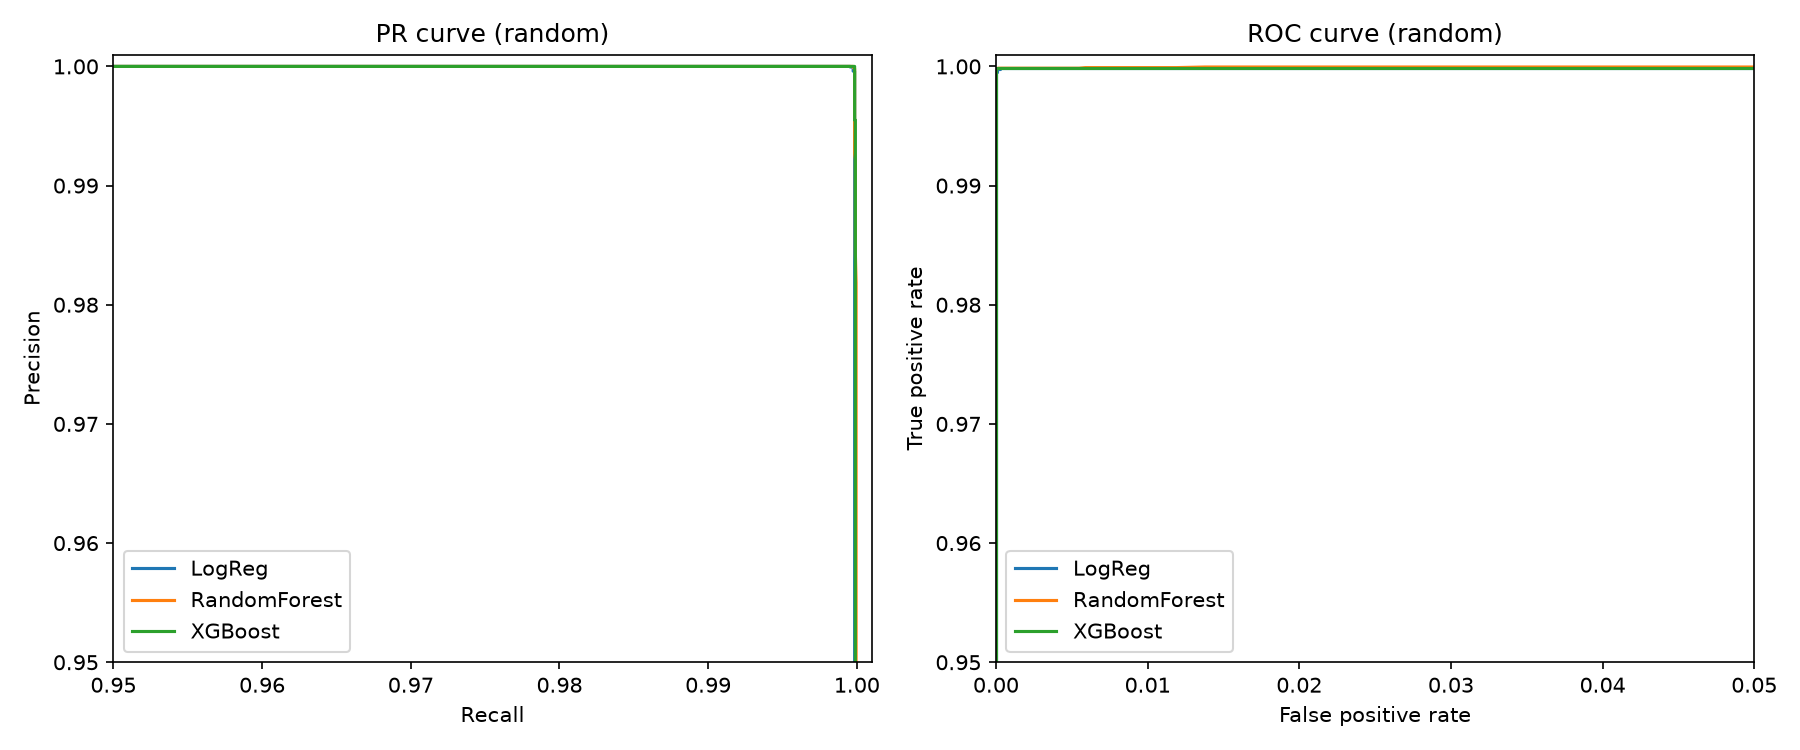 PR curve (random)
1.00
0.99
0.98
0.97
0.96
0.95
Precision
LogReg
RandomForest
XGBoost
0.95
0.96
0.97
0.98
0.99
1.00
Recall
ROC curve (random)
1.00
0.99
0.98
0.97
0.96
0.95
True positive rate
LogReg
RandomForest
XGBoost
0.00
0.01
0.02
0.03
0.04
0.05
False positive rate